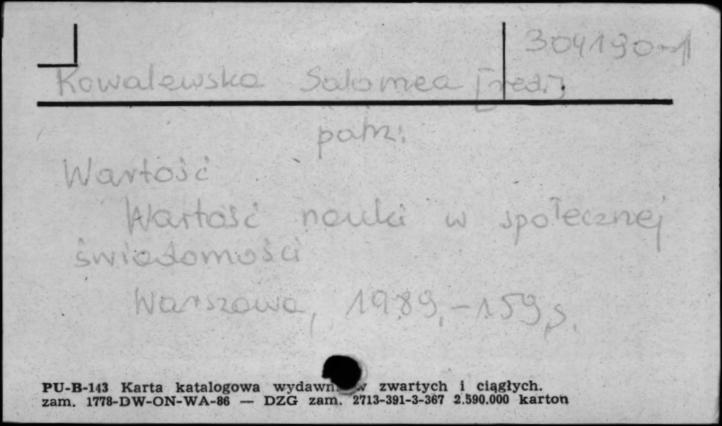 304190-1
Kowalewska Salomea [red.]
patrz:
Wartość
Wartość nauki w społecznej
świadomości
Warszawa, 1989, - 159 s.
PU-B-143 Karta katalogowa zwartych i ciągłych.
zam. 1778-DW-ON-WA-86 — DZG zam. 2713-391-3-367 2.590.000 karton